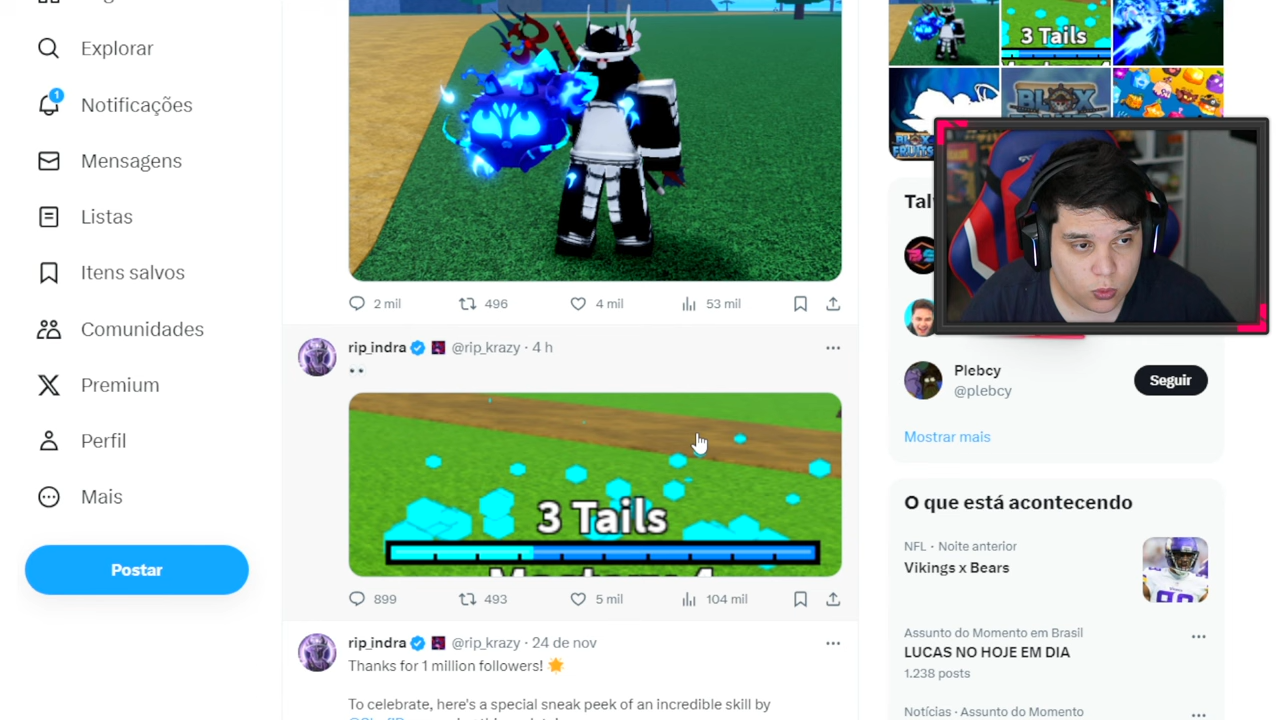 Explorar
1
Notificações
Mensagens
Listas
Itens salvos
Comunidades
Premium
Perfil
Mais
Postar
2 mil 496 4 mil 53 mil
rip_indra @rip_krazy · 4 h
3 Tails
Mastery 4
899 493 5 mil 104 mil
rip_indra @rip_krazy · 24 de nov
Thanks for 1 million followers!
To celebrate, here's a special sneak peek of an incredible skill by
3 Tails
BLOX
Plebcy
@plebcy
Seguir
Mostrar mais
O que está acontecendo
NFL · Noite anterior
Vikings x Bears
Assunto do Momento em Brasil
LUCAS NO HOJE EM DIA
1.238 posts
Notícias · Assunto do Momento